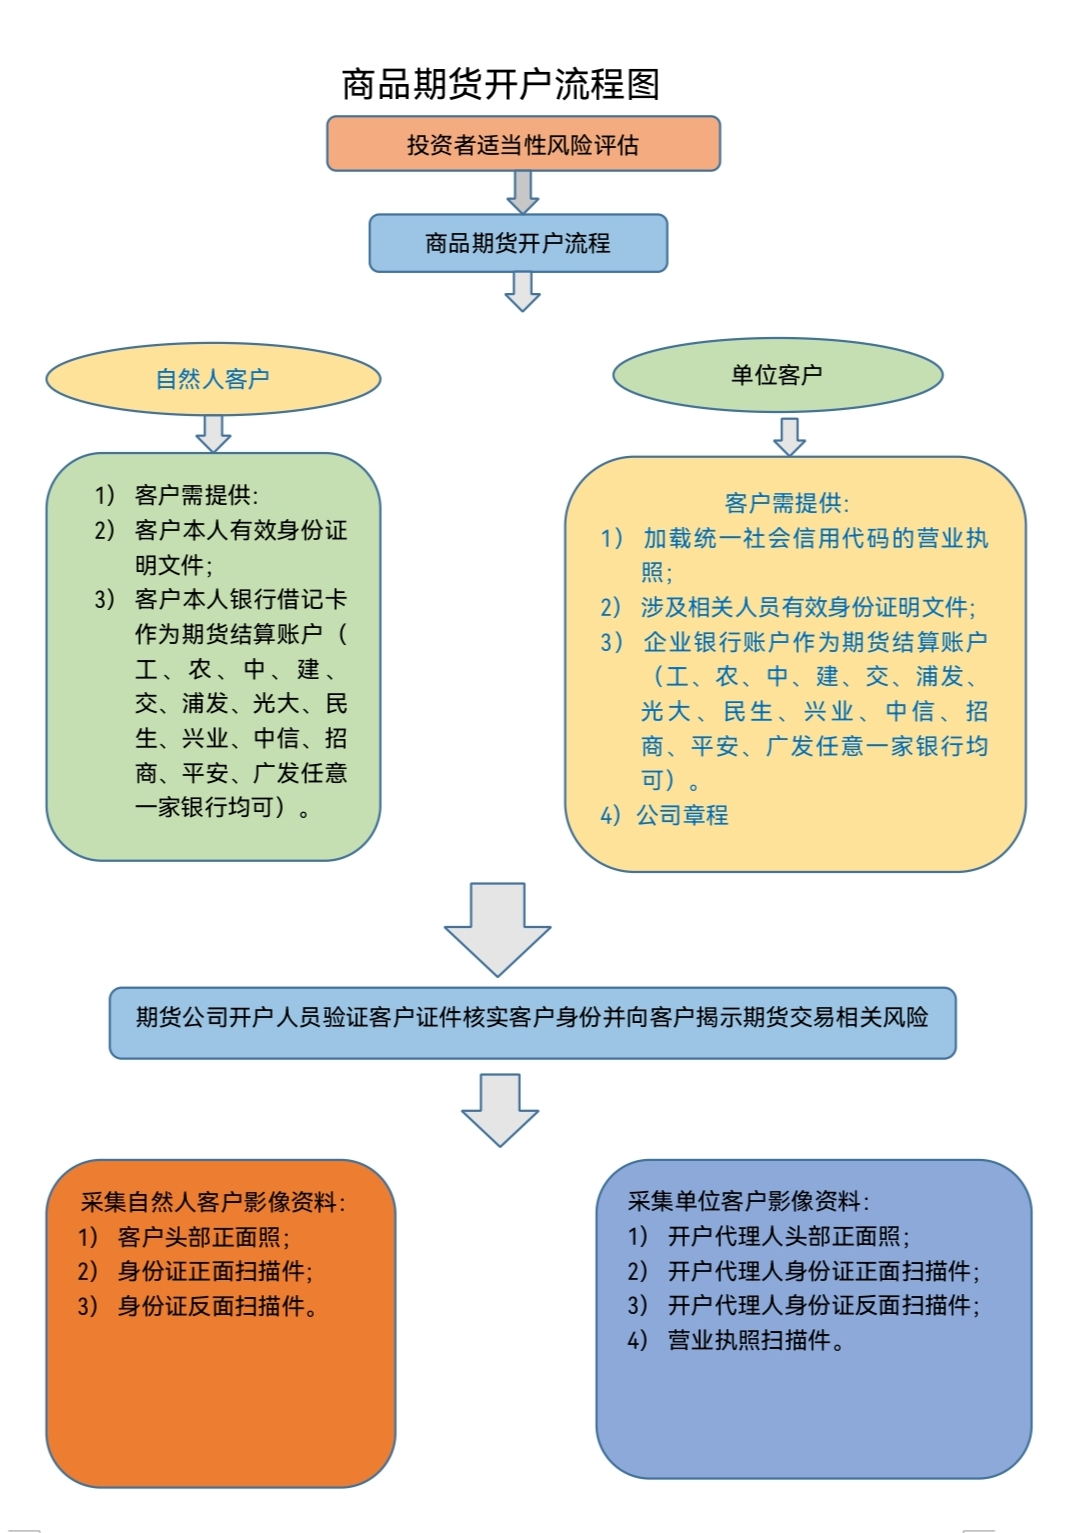 商品期货开户流程图
投资者适当性风险评估
商品期货开户流程
自然人客户
1） 客户需提供：
2） 客户本人有效身份证
明文件；
3） 客户本人银行借记卡
作为期货结算账户（
工、农、中、建、
交、浦发、光大、民
生、兴业、中信、招
商、平安、广发任意
一家银行均可）。
单位客户
客户需提供：
1） 加载统一社会信用代码的营业执
照；
2） 涉及相关人员有效身份证明文件；
3） 企业银行账户作为期货结算账户
（工、农、中、建、交、浦发、
光大、民生、兴业、中信、招
商、平安、广发任意一家银行均
可）。
4）公司章程
期货公司开户人员验证客户证件核实客户身份并向客户揭示期货交易相关风险
采集自然人客户影像资料：
1） 客户头部正面照；
2） 身份证正面扫描件；
3） 身份证反面扫描件。
采集单位客户影像资料：
1） 开户代理人头部正面照；
2） 开户代理人身份证正面扫描件；
3） 开户代理人身份证反面扫描件；
4） 营业执照扫描件。